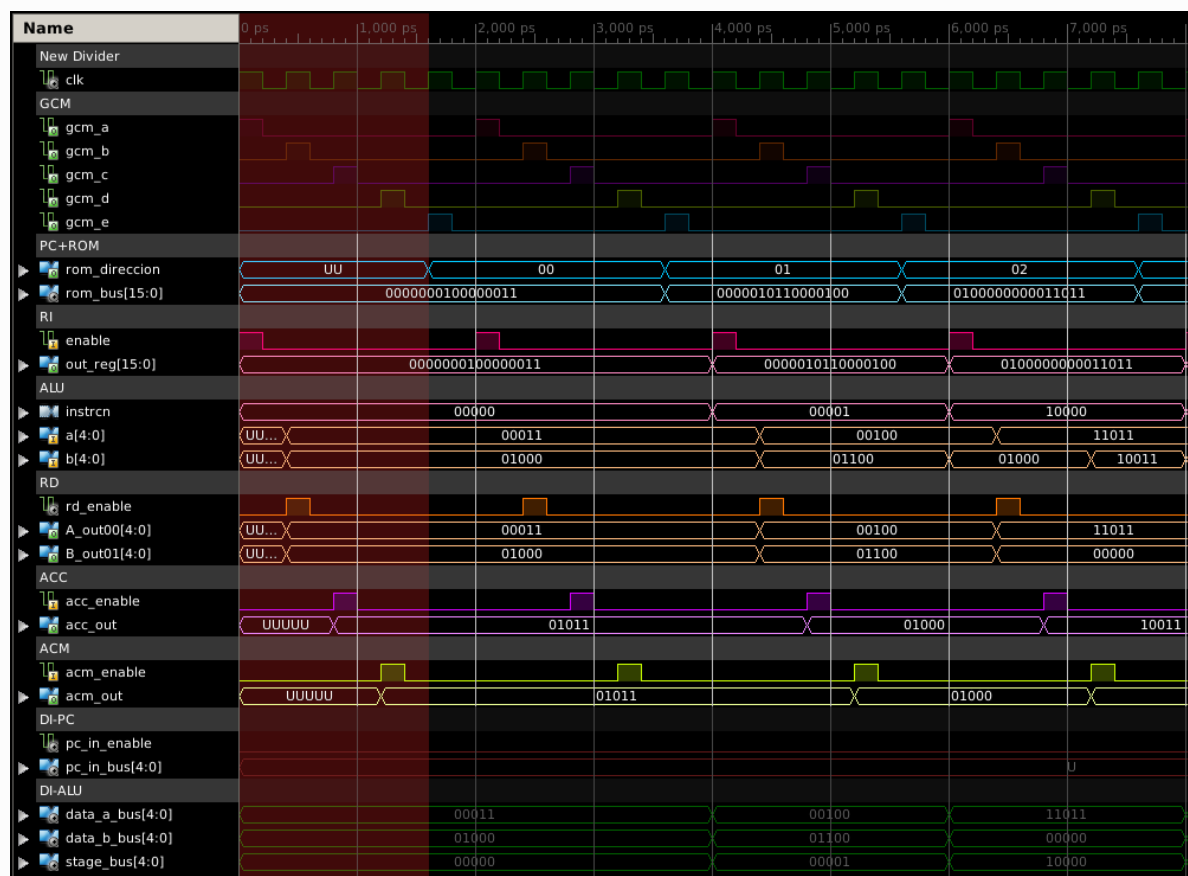 Name 0 ps 1,000 ps 2,000 ps 3,000 ps 4,000 ps 5,000 ps 6,000 ps 7,000 ps
New Divider
clk
GCM
gcm_a
gcm_b
gcm_c
gcm_d
gcm_e
PC+ROM
rom_direccion UU 00 01 02
rom_bus[15:0] 0000000100000011 0000010110000100 0100000000011011
RI
enable
out_reg[15:0] 0000000100000011 0000010110000100 0100000000011011
ALU
instrcn 00000 00001 10000
a[4:0] UU... 00011 00100 11011
b[4:0] UU... 01000 01100 01000 10011
RD
rd_enable
A_out00[4:0] UU... 00011 00100 11011
B_out01[4:0] UU... 01000 01100 00000
ACC
acc_enable
acc_out UUUUU 01011 01000 10011
ACM
acm_enable
acm_out UUUUU 01011 01000
DI-PC
pc_in_enable
pc_in_bus[4:0] U
DI-ALU
data_a_bus[4:0] 00011 00100 11011
data_b_bus[4:0] 01000 01100 00000
stage_bus[4:0] 00000 00001 10000